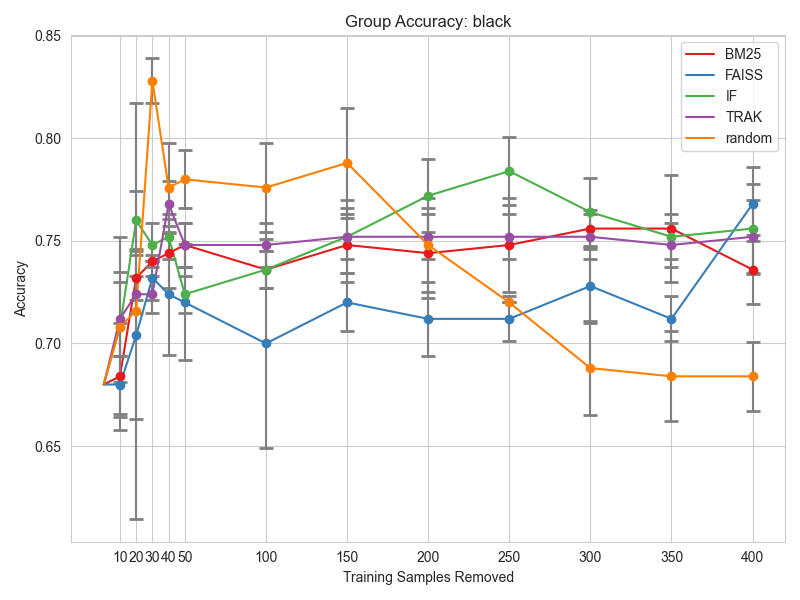 Group Accuracy: black
BM25
FAISS
IF
TRAK
random
Accuracy
0.85
0.80
0.75
0.70
0.65
10 20 30 40 50 100 150 200 250 300 350 400
Training Samples Removed